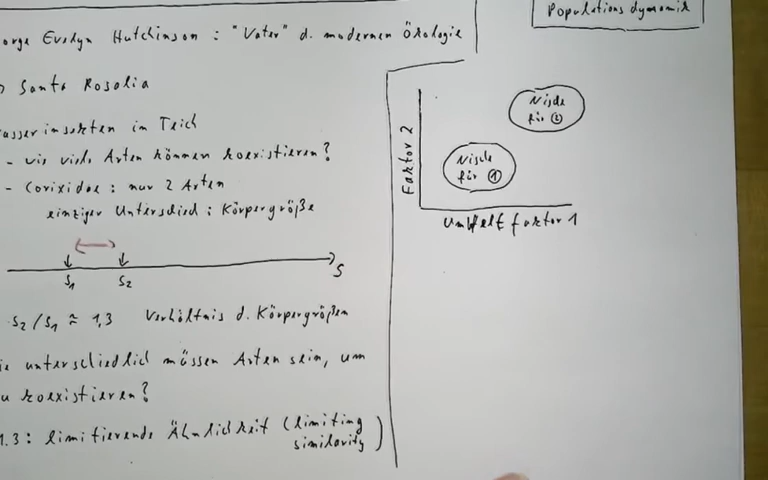 Populationsdynamik
orge Evelyn Hutchinson : "Vater" d. modernen Ökologie
Santa Rosalia
asserinsekten im Teich
- wie viele Arten können koexistieren?
- Corixidae : nur 2 Arten
einziger Unterschied : Körpergröße
S
S1 S2
S2/S1 ≈ 1,3 Verhältnis d. Körpergrößen
ie unterschiedlich müssen Arten sein, um
u koexistieren?
1.3: limitierende Ähnlichkeit (limiting
similarity)
Faktor 2
Nische
für ②
Nische
für ①
Umweltfaktor 1